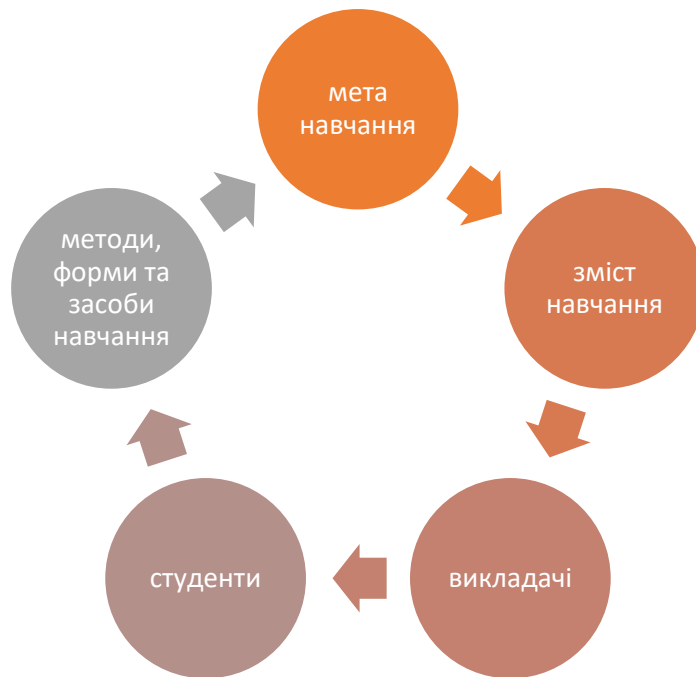 мета
навчання
зміст
навчання
викладачі
студенти
методи,
форми та
засоби
навчання